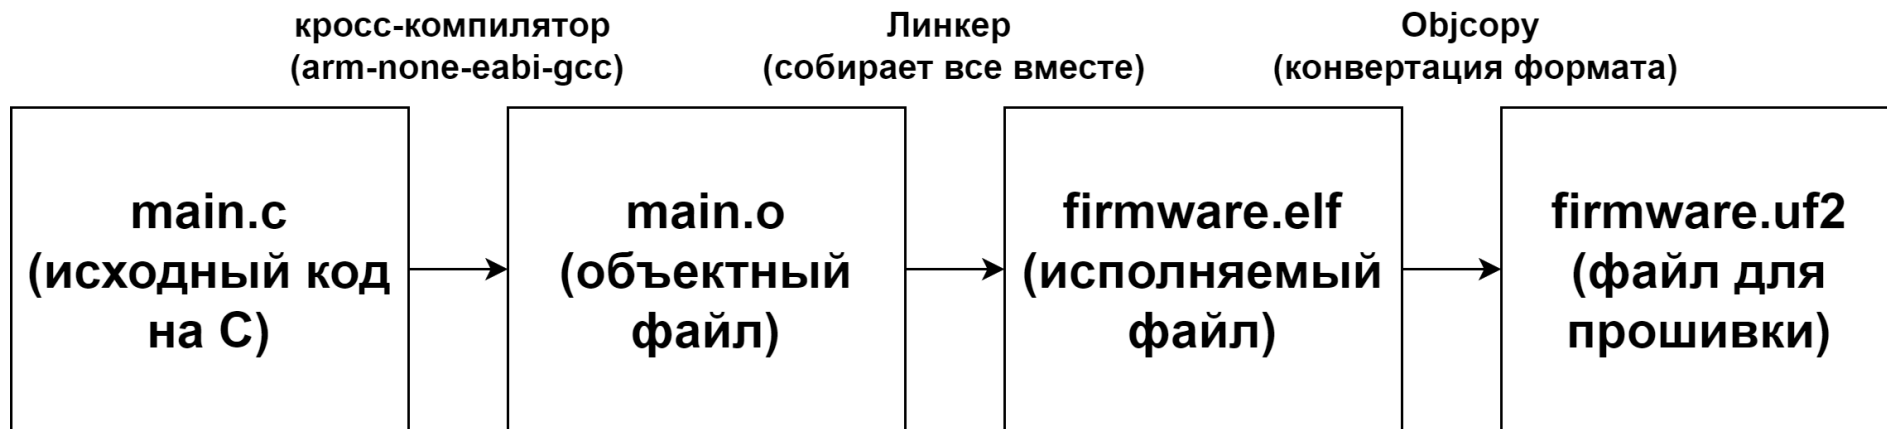 кросс-компилятор
(arm-none-eabi-gcc)
Линкер
(собирает все вместе)
Objcopy
(конвертация формата)
main.c
(исходный код
на C)
main.o
(объектный
файл)
firmware.elf
(исполняемый
файл)
firmware.uf2
(файл для
прошивки)